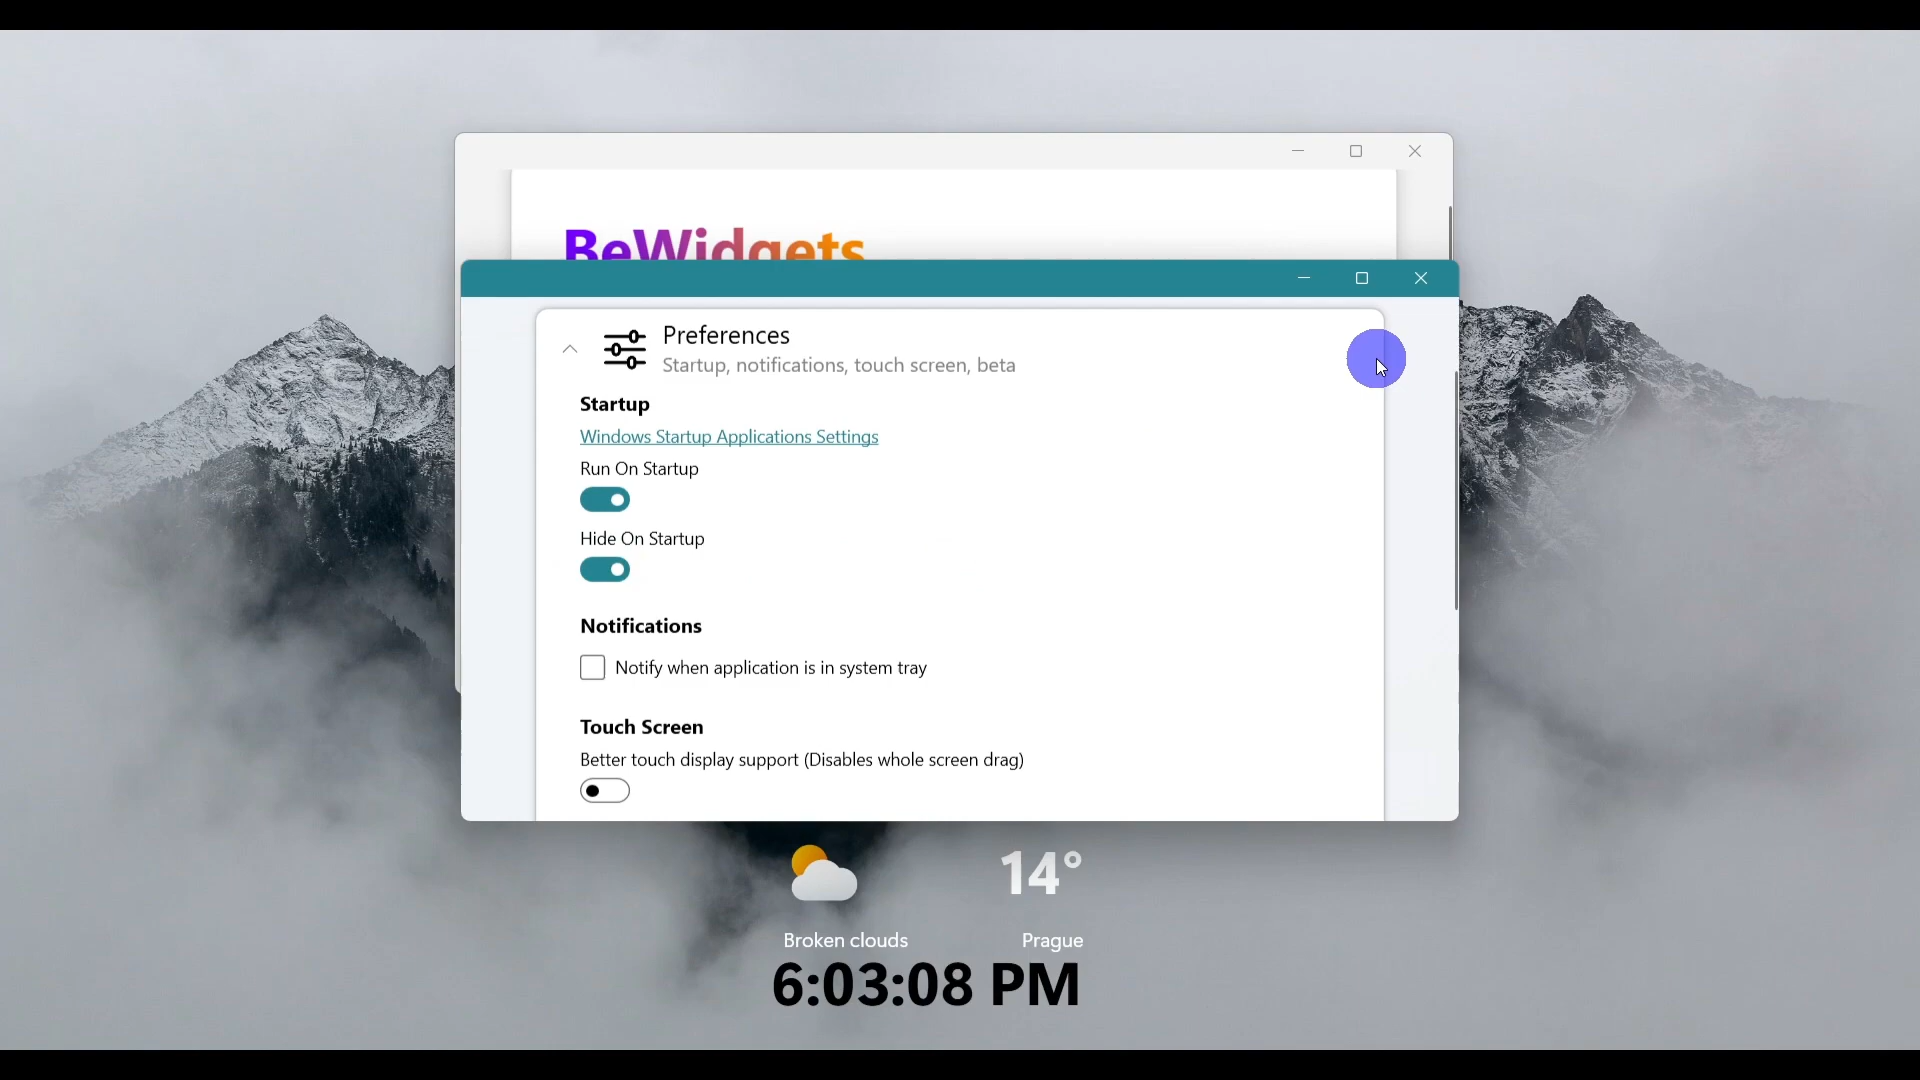 BeWidgets
Preferences
Startup, notifications, touch screen, beta
Startup
Windows Startup Applications Settings
Run On Startup
Hide On Startup
Notifications
Notify when application is in system tray
Touch Screen
Better touch display support (Disables whole screen drag)
14°
Broken clouds Prague
6:03:08 PM